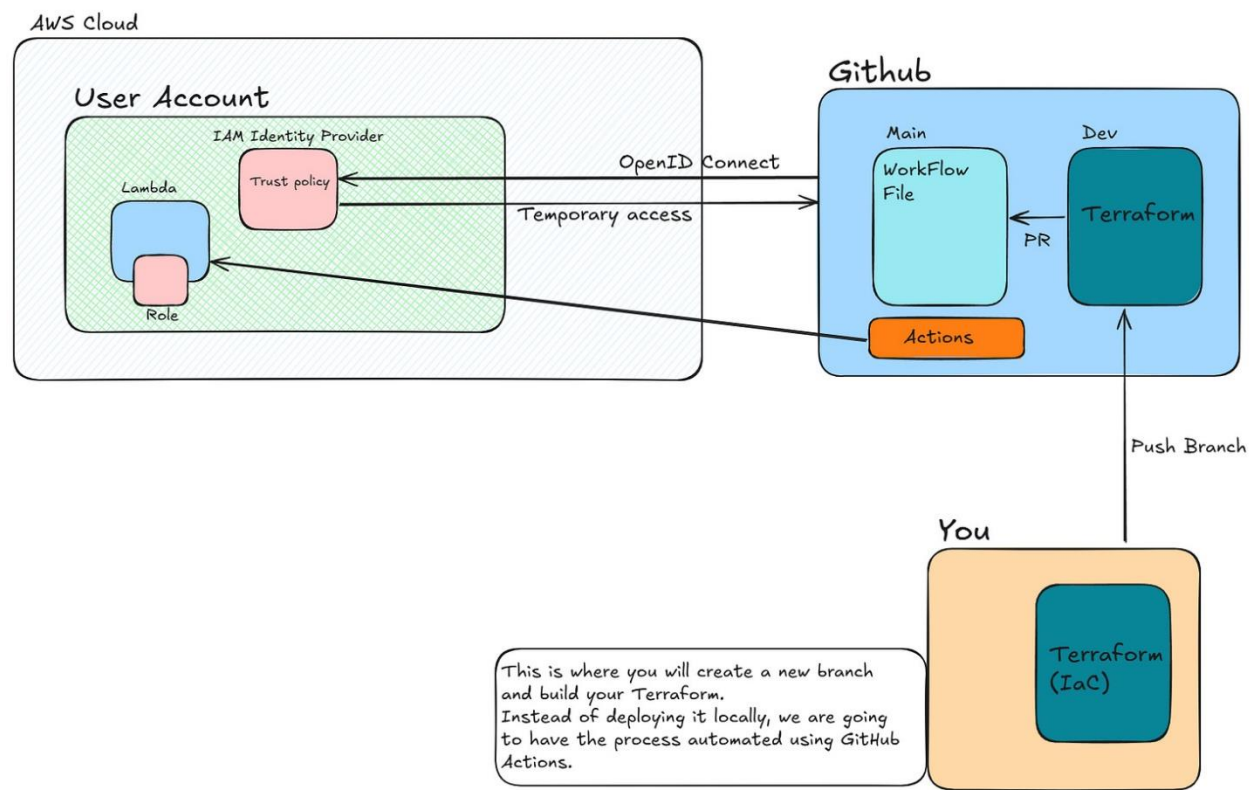 AWS Cloud
User Account
IAM Identity Provider
Trust policy
Lambda
Role
OpenID Connect
Temporary access
Github
Main
WorkFlow
File
Dev
Terraform
PR
Actions
Push Branch
You
Terraform
(IaC)
This is where you will create a new branch
and build your Terraform.
Instead of deploying it locally, we are going
to have the process automated using GitHub
Actions.